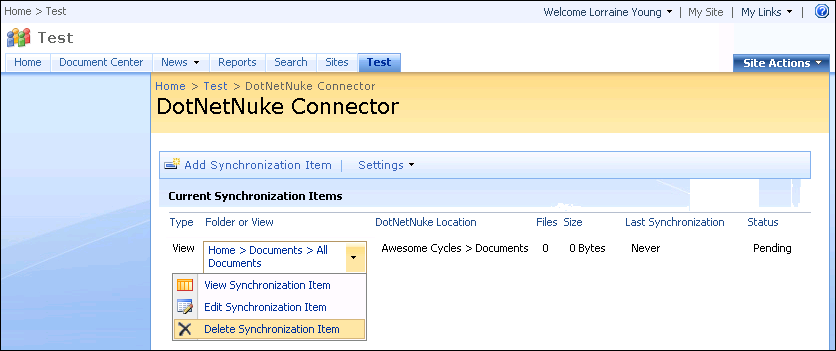 Home > Test
Welcome Lorraine Young | My Site | My Links |
Test
Home Document Center News Reports Search Sites Test Site Actions
Home > Test > DotNetNuke Connector
DotNetNuke Connector
Add Synchronization Item | Settings
Current Synchronization Items
Type Folder or View DotNetNuke Location Files Size Last Synchronization Status
View Home > Documents > All Awesome Cycles > Documents 0 0 Bytes Never Pending
Documents
View Synchronization Item
Edit Synchronization Item
Delete Synchronization Item